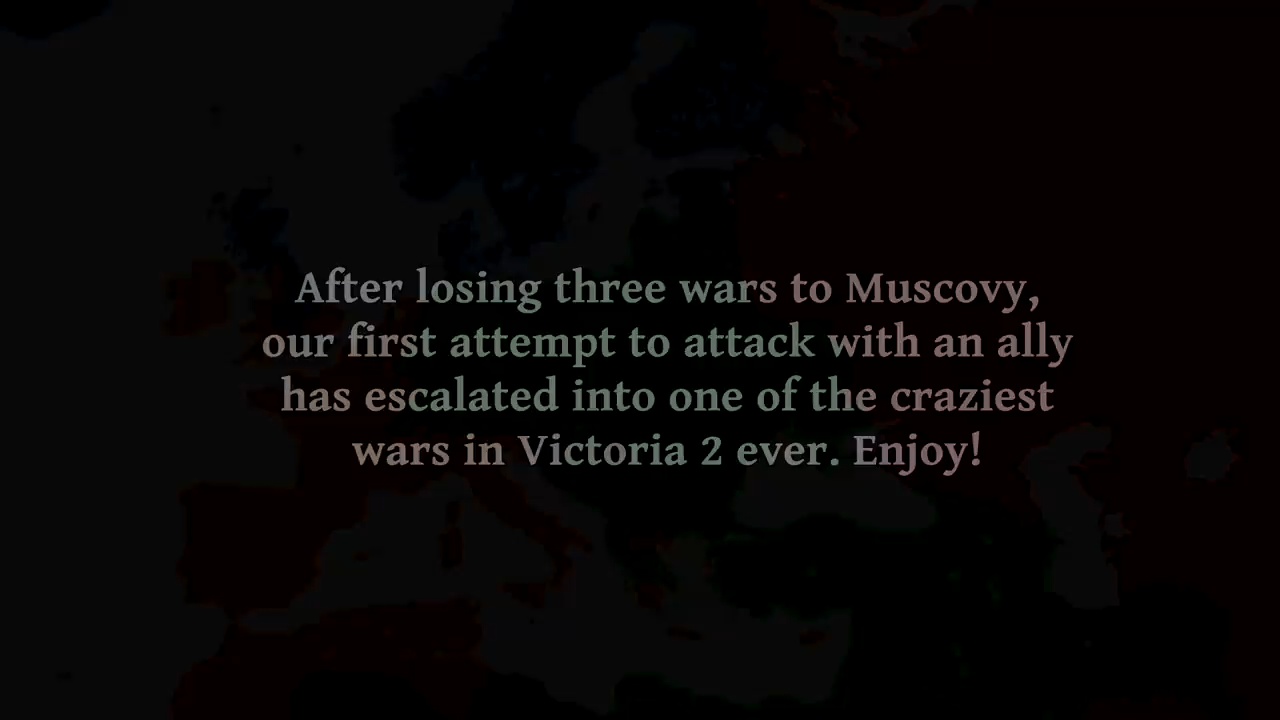 After losing three wars to Muscovy,
our first attempt to attack with an ally
has escalated into one of the craziest
wars in Victoria 2 ever. Enjoy!